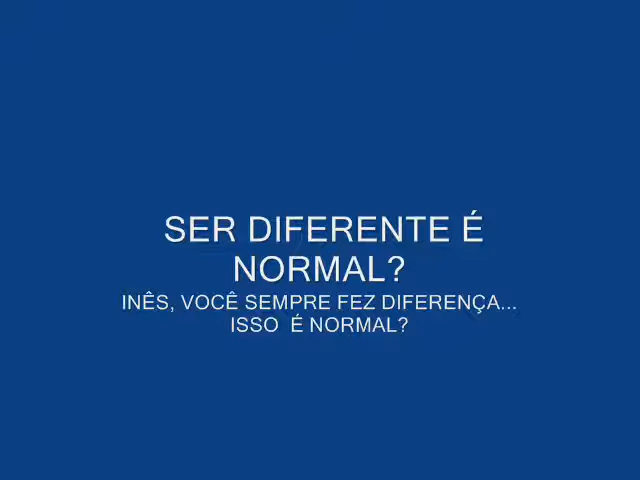 SER DIFERENTE É
NORMAL?
INÊS, VOCÊ SEMPRE FEZ DIFERENÇA...
ISSO É NORMAL?